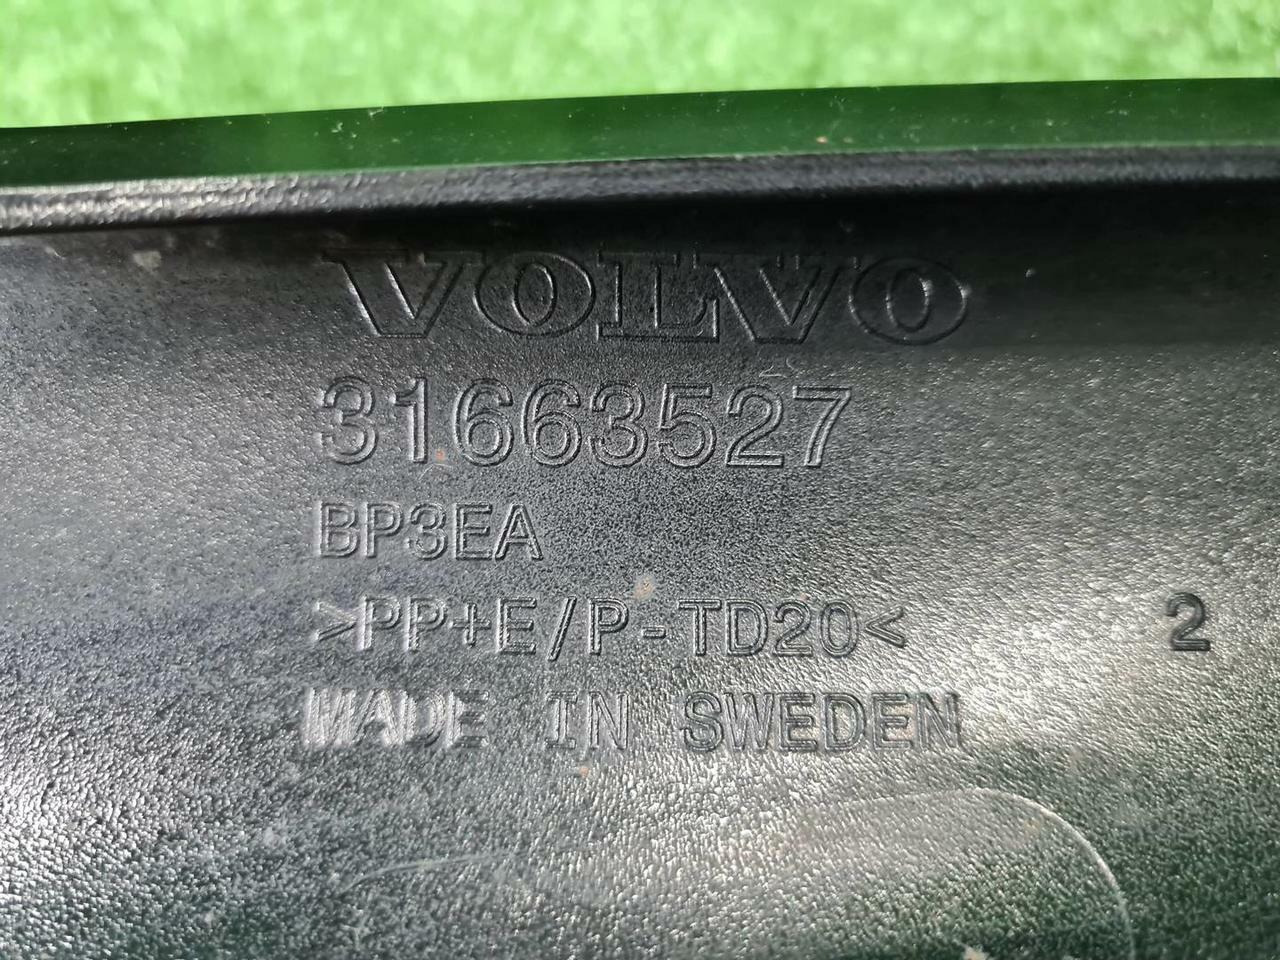 VOLVO
31663527
BP3EA
>PP+E/P-TD20<
2
MADE IN SWEDEN